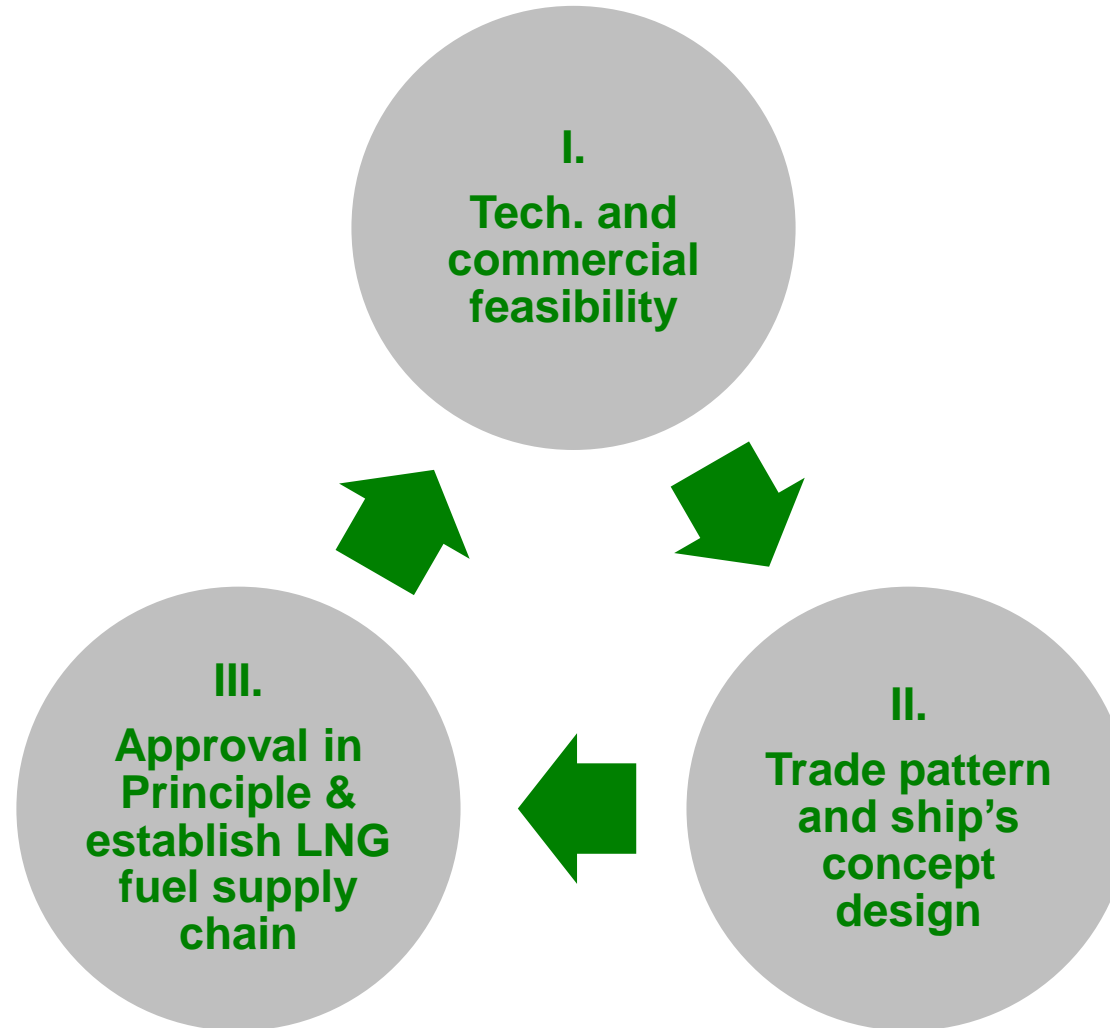 I.
Tech. and
commercial
feasibility
II.
Trade pattern
and ship’s
concept
design
III.
Approval in
Principle &
establish LNG
fuel supply
chain